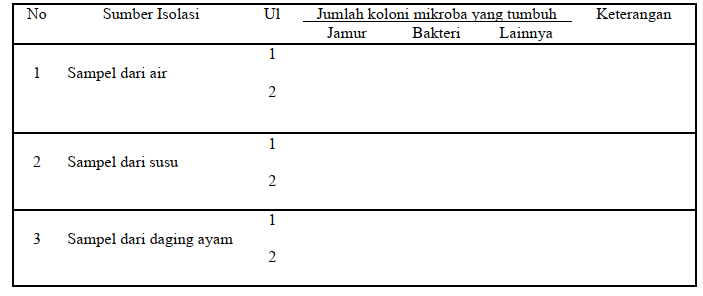 No Sumber Isolasi Ul Jumlah koloni mikroba yang tumbuh Keterangan
Jamur Bakteri Lainnya
1
1 Sampel dari air
2
1
2 Sampel dari susu
2
1
3 Sampel dari daging ayam
2